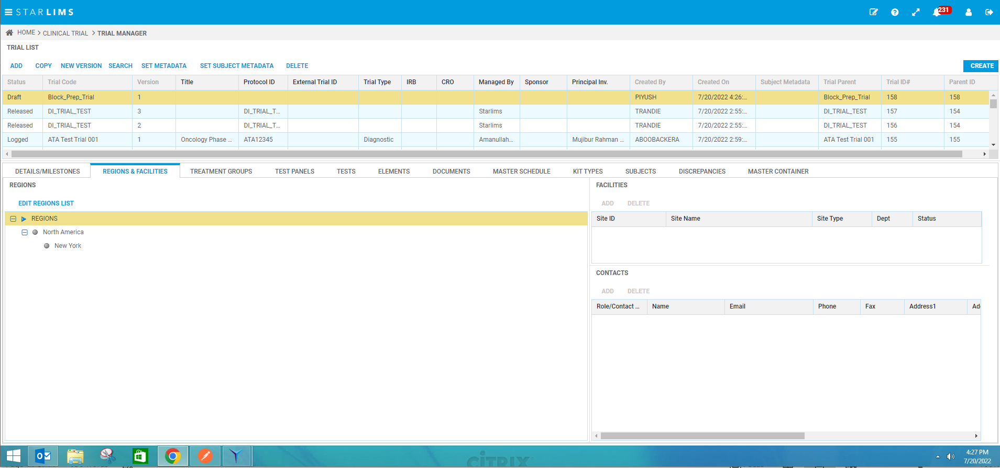 STARLIMS
231
HOME > CLINICAL TRIAL > TRIAL MANAGER
TRIAL LIST
ADD COPY NEW VERSION SEARCH SET METADATA SET SUBJECT METADATA DELETE CREATE
Status Trial Code Version Title Protocol ID External Trial ID Trial Type IRB CRO Managed By Sponsor Principal Inv. Created By Created On Subject Metadata Trial Parent Trial ID# Parent ID
Draft Block_Prep_Trial 1 PIYUSH 7/20/2022 4:26:... Block_Prep_Trial 158 158
Released DI_TRIAL_TEST 3 DI_TRIAL_T... Starlims TRANDIE 7/20/2022 2:55:... DI_TRIAL_TEST 157 154
Released DI_TRIAL_TEST 2 DI_TRIAL_T... Starlims TRANDIE 7/20/2022 2:55:... DI_TRIAL_TEST 156 154
Logged ATA Test Trial 001 1 Oncology Phase ... ATA12345 Diagnostic Amanullah... Mujibur Rahman ... ABOOBACKERA 7/20/2022 2:59:... ATA Test Trial 001 155 155
DETAILS/MILESTONES REGIONS & FACILITIES TREATMENT GROUPS TEST PANELS TESTS ELEMENTS DOCUMENTS MASTER SCHEDULE KIT TYPES SUBJECTS DISCREPANCIES MASTER CONTAINER
REGIONS
EDIT REGIONS LIST
REGIONS
North America
New York
FACILITIES
ADD DELETE
Site ID Site Name Site Type Dept Status
CONTACTS
ADD DELETE
Role/Contact ... Name Email Phone Fax Address1 Ad
CITRIX
4:27 PM
7/20/2022